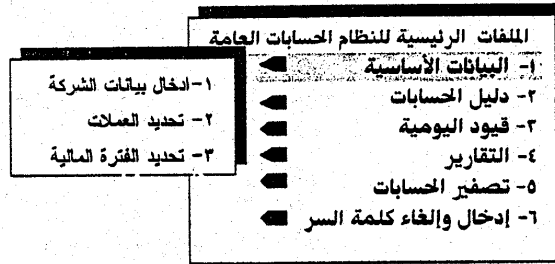 الملفات الرئيسية للنظام الحسابات العامة
١- البيانات الأساسية
٢- دليل الحسابات
٣- قيود اليومية
٤- التقارير
٥- تصفير الحسابات
٦- إدخال وإلغاء كلمة السر
١- ادخال بيانات الشركة
٢- تحديد العملات
٣- تحديد الفترة المالية